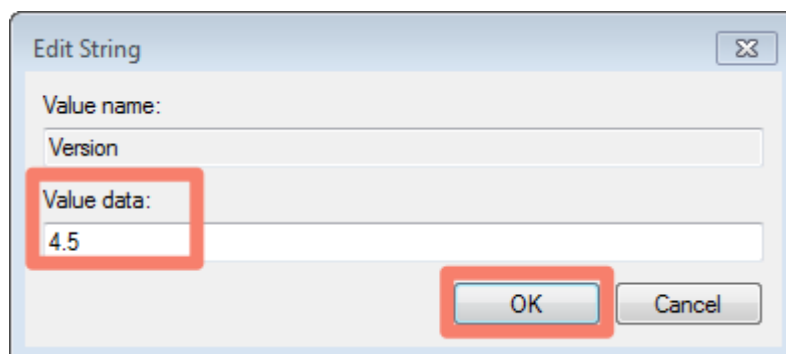 Edit String
Value name:
Version
Value data:
4.5
OK Cancel